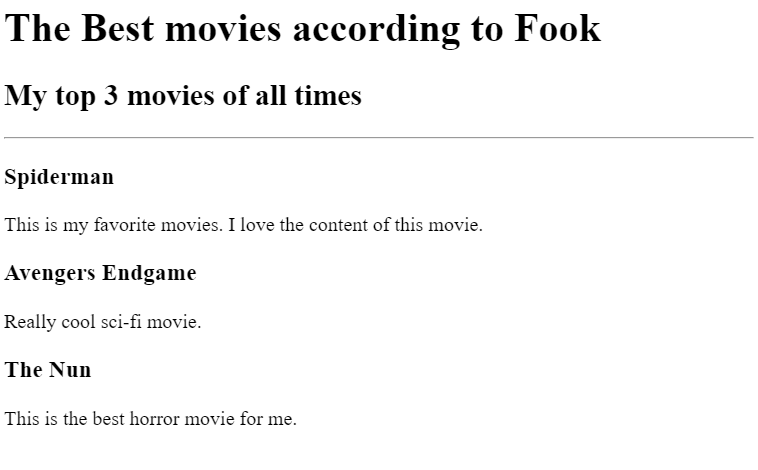 The Best movies according to Fook
My top 3 movies of all times
Spiderman
This is my favorite movies. I love the content of this movie.
Avengers Endgame
Really cool sci-fi movie.
The Nun
This is the best horror movie for me.